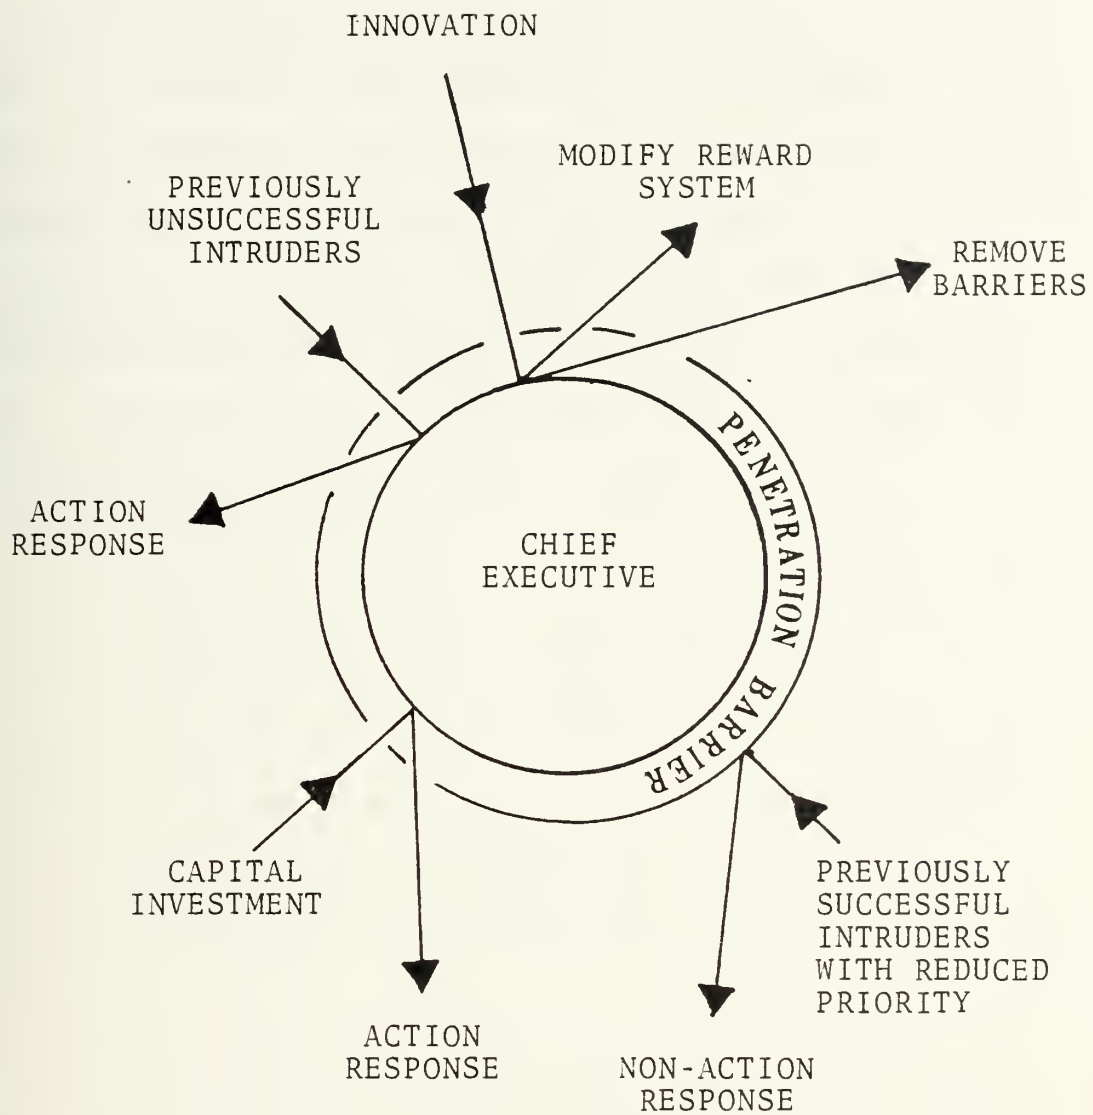 INNOVATION
MODIFY REWARD
SYSTEM
PREVIOUSLY
UNSUCCESSFUL
INTRUDERS
REMOVE
BARRIERS
PENETRATION BARRIER
ACTION
RESPONSE
CHIEF
EXECUTIVE
CAPITAL
INVESTMENT
PREVIOUSLY
SUCCESSFUL
INTRUDERS
WITH REDUCED
PRIORITY
ACTION
RESPONSE
NON-ACTION
RESPONSE